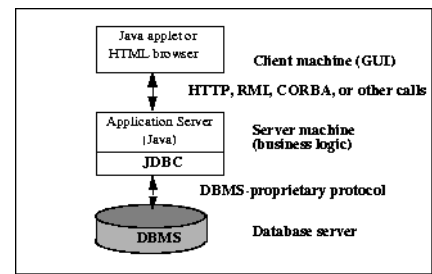 Java applet or
HTML browser
Client machine (GUI)
HTTP, RMI, CORBA, or other calls
Application Server
(Java)
JDBC
Server machine
(business logic)
DBMS-proprietary protocol
DBMS
Database server